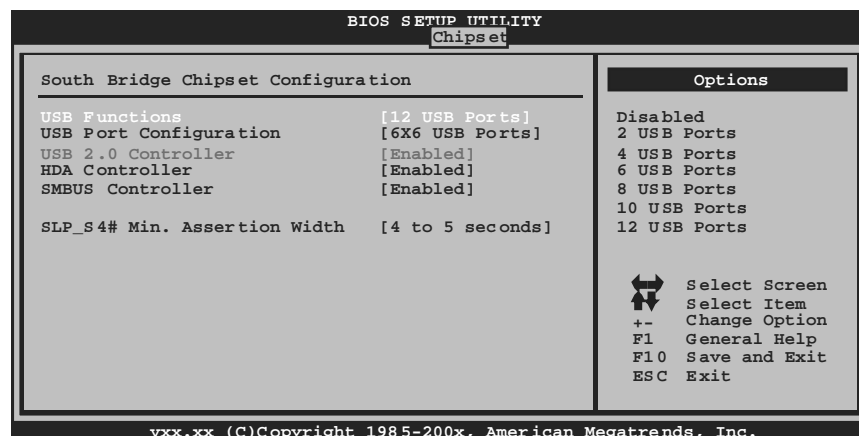 BIOS SETUP UTILITY
Chipset
South Bridge Chipset Configuration
USB Functions [12 USB Ports]
USB Port Configuration [6X6 USB Ports]
USB 2.0 Controller [Enabled]
HDA Controller [Enabled]
SMBUS Controller [Enabled]
SLP_S4# Min. Assertion Width [4 to 5 seconds]
Options
Disabled
2 USB Ports
4 USB Ports
6 USB Ports
8 USB Ports
10 USB Ports
12 USB Ports
Select Screen
Select Item
+- Change Option
F1 General Help
F10 Save and Exit
ESC Exit
vxx.xx (C)Copyright 1985-200x, American Megatrends, Inc.